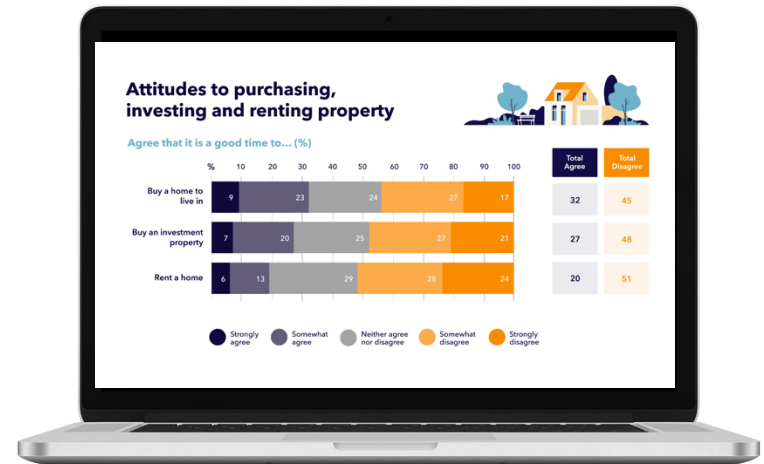 Attitudes to purchasing,
investing and renting property
Agree that it is a good time to... (%)
% 10 20 30 40 50 60 70 80 90 100
Total
Agree
Total
Disagree
Buy a home to
live in
9 23 24 27 17
32 45
Buy an investment
property
7 20 25 27 21
27 48
Rent a home
6 13 29 28 24
20 51
Strongly
agree
Somewhat
agree
Neither agree
nor disagree
Somewhat
disagree
Strongly
disagree